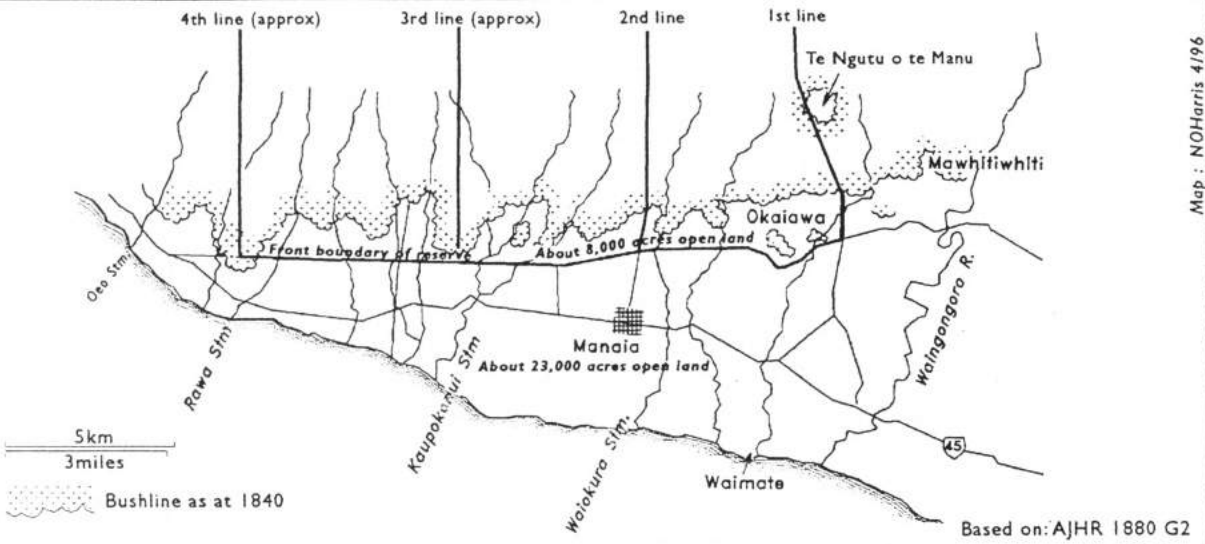 4th line (approx)
3rd line (approx)
2nd line
1st line
Te Ngutu o te Manu
Mawhitiwhiti
Map : NOHarris 4/96
Okaiawa
Front boundary of reserve
About 8,000 acres open land
Oeo Stm.
Rawa Stm
Kaupokonui Stm
Manaia
About 23,000 acres open land
Waiokura Stm.
Waingongoro R.
45
Waimate
5km
3miles
Bushline as at 1840
Based on: AJHR 1880 G2